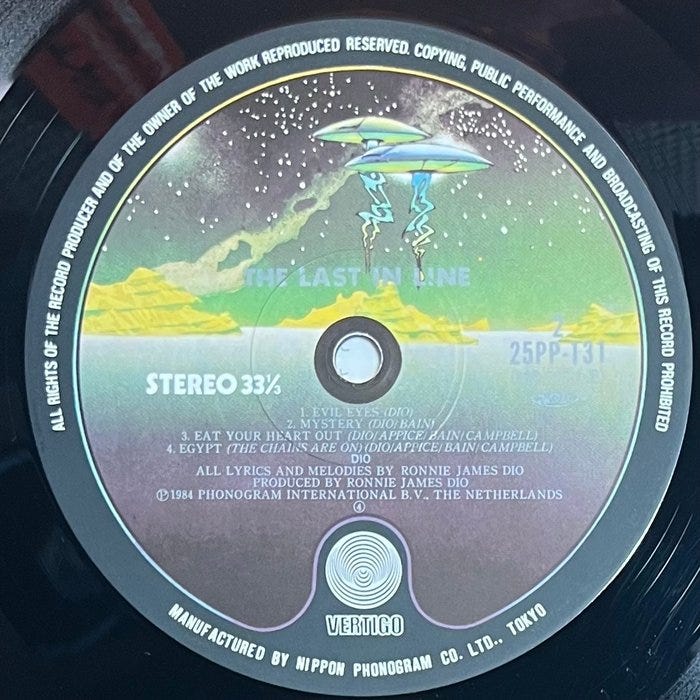 ALL RIGHTS OF THE RECORD PRODUCER AND OF THE OWNER OF THE WORK REPRODUCED RESERVED. COPYING, PUBLIC PERFORMANCE AND BROADCASTING OF THIS RECORD PROHIBITED
THE LAST IN LINE
2
25PP-131
STEREO 33⅓
1. EVIL EYES (DIO)
2. MYSTERY (DIO/BAIN)
3. EAT YOUR HEART OUT (DIO/APPICE/BAIN/CAMPBELL)
4. EGYPT (THE CHAINS ARE ON) (DIO/APPICE/BAIN/CAMPBELL)
DIO
ALL LYRICS AND MELODIES BY RONNIE JAMES DIO
PRODUCED BY RONNIE JAMES DIO
Ⓟ1984 PHONOGRAM INTERNATIONAL B.V., THE NETHERLANDS
④
VERTIGO
MANUFACTURED BY NIPPON PHONOGRAM CO. LTD., TOKYO